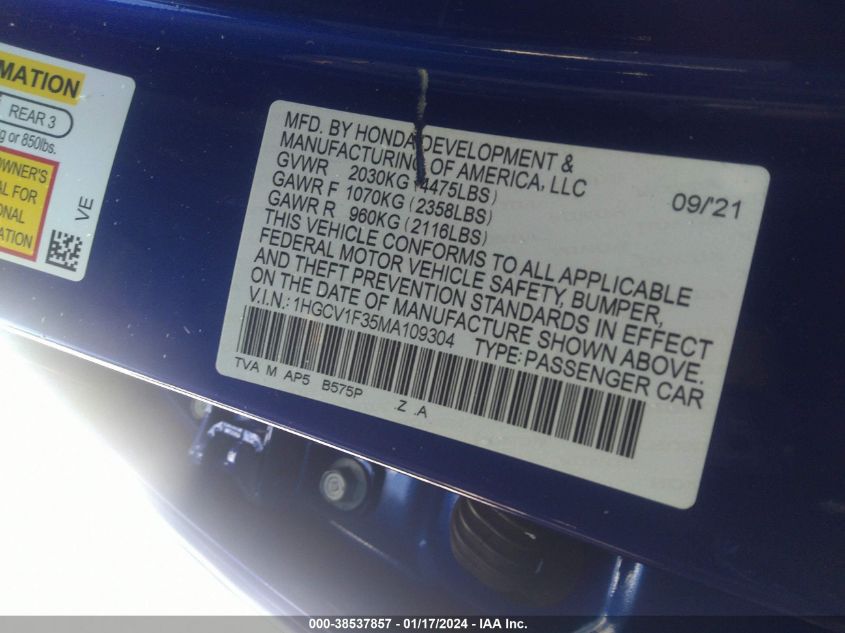 MATION
REAR 3
g or 850lbs.
OWNER'S
AL FOR
ONAL
ATION
VE
MFD. BY HONDA DEVELOPMENT &
MANUFACTURING OF AMERICA, LLC
09/'21
GVWR 2030KG (4475LBS)
GAWR F 1070KG (2358LBS)
GAWR R 960KG (2116LBS)
THIS VEHICLE CONFORMS TO ALL APPLICABLE
FEDERAL MOTOR VEHICLE SAFETY, BUMPER,
AND THEFT PREVENTION STANDARDS IN EFFECT
ON THE DATE OF MANUFACTURE SHOWN ABOVE.
V.I.N.: 1HGCV1F35MA109304 TYPE: PASSENGER CAR
TVA M AP5 B575P .Z .A
000-38537857 - 01/17/2024 - IAA Inc.